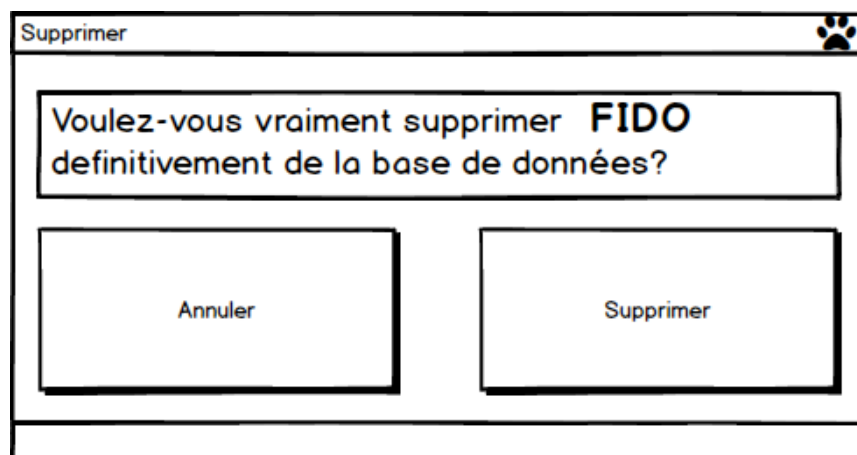 Supprimer
Voulez-vous vraiment supprimer FIDO
definitivement de la base de données?
Annuler
Supprimer